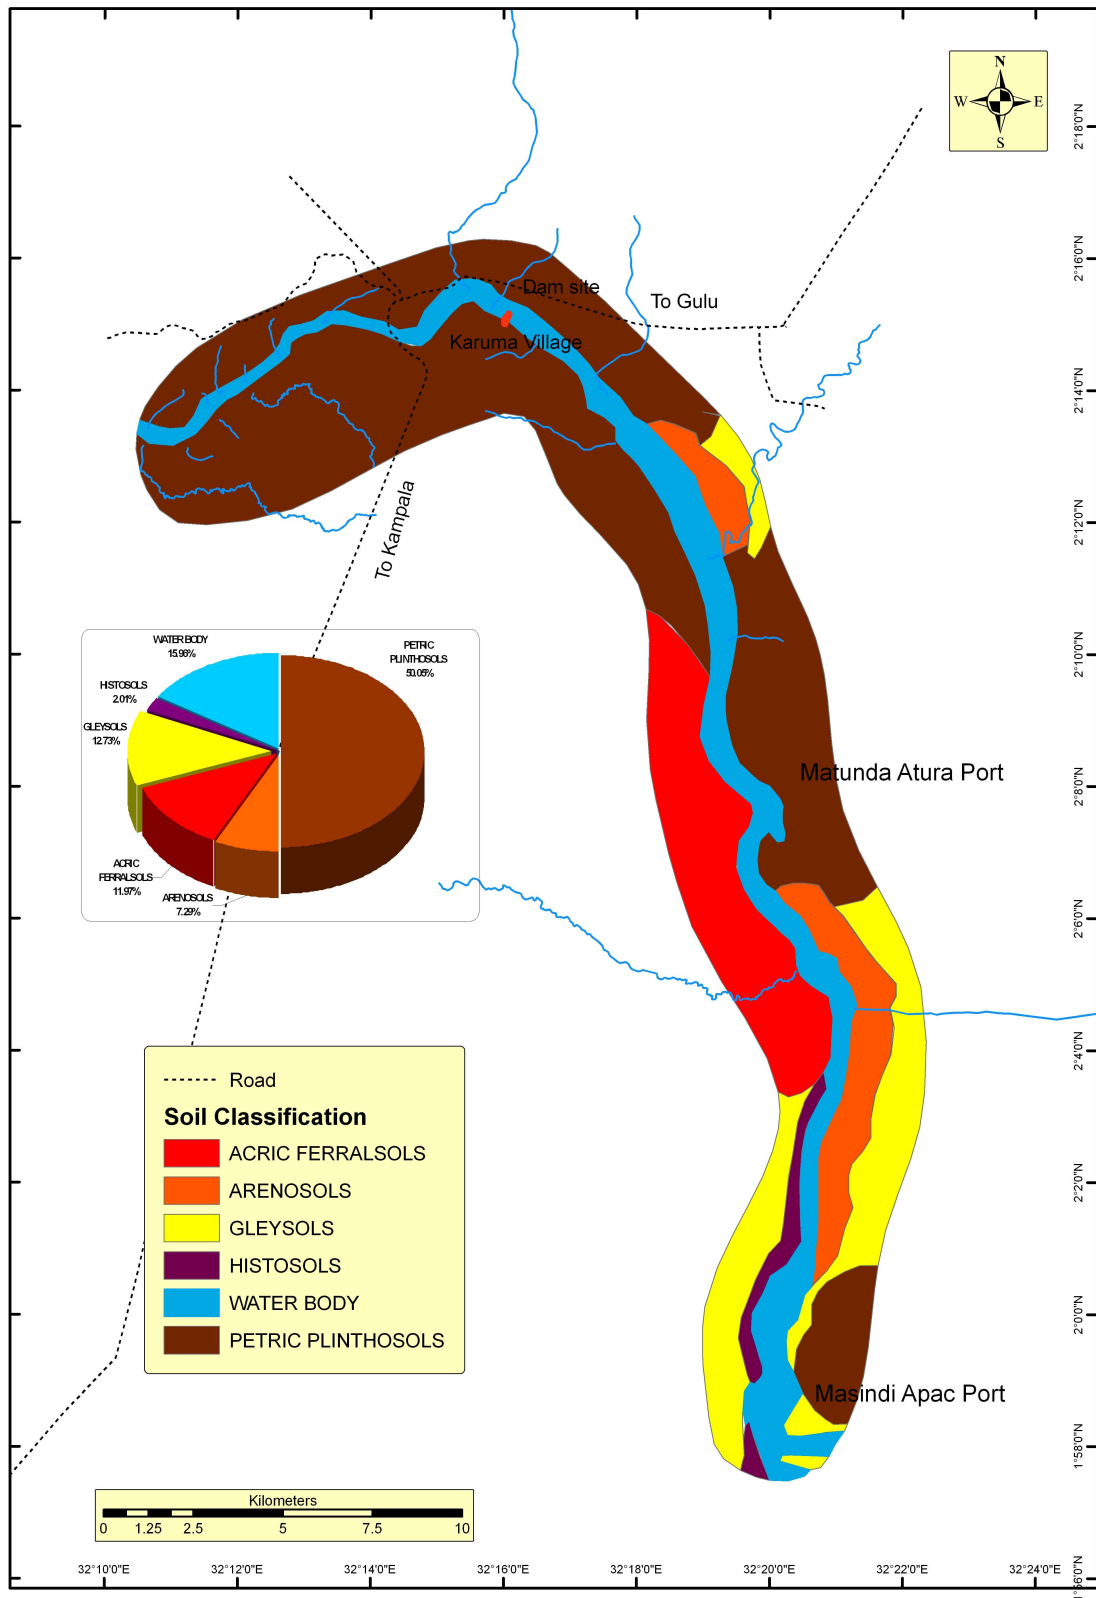 N
W E
S
2°18'0"N
2°16'0"N
Dam site
To Gulu
Karuma Village
2°14'0"N
To Kampala
2°12'0"N
2°10'0"N
WATER BODY
15.96%
PETRIC
PLINTHOSOLS
50.05%
HISTOSOLS
2.01%
GLEYSOLS
12.73%
ACRIC
FERRALSOLS
11.97%
ARENOSOLS
7.29%
Matunda Atura Port
2°8'0"N
2°6'0"N
2°4'0"N
Road
Soil Classification
ACRIC FERRALSOLS
ARENOSOLS
GLEYSOLS
HISTOSOLS
WATER BODY
PETRIC PLINTHOSOLS
2°2'0"N
2°0'0"N
Masindi Apac Port
1°58'0"N
Kilometers
0 1.25 2.5 5 7.5 10
1°56'0"N
32°10'0"E 32°12'0"E 32°14'0"E 32°16'0"E 32°18'0"E 32°20'0"E 32°22'0"E 32°24'0"E